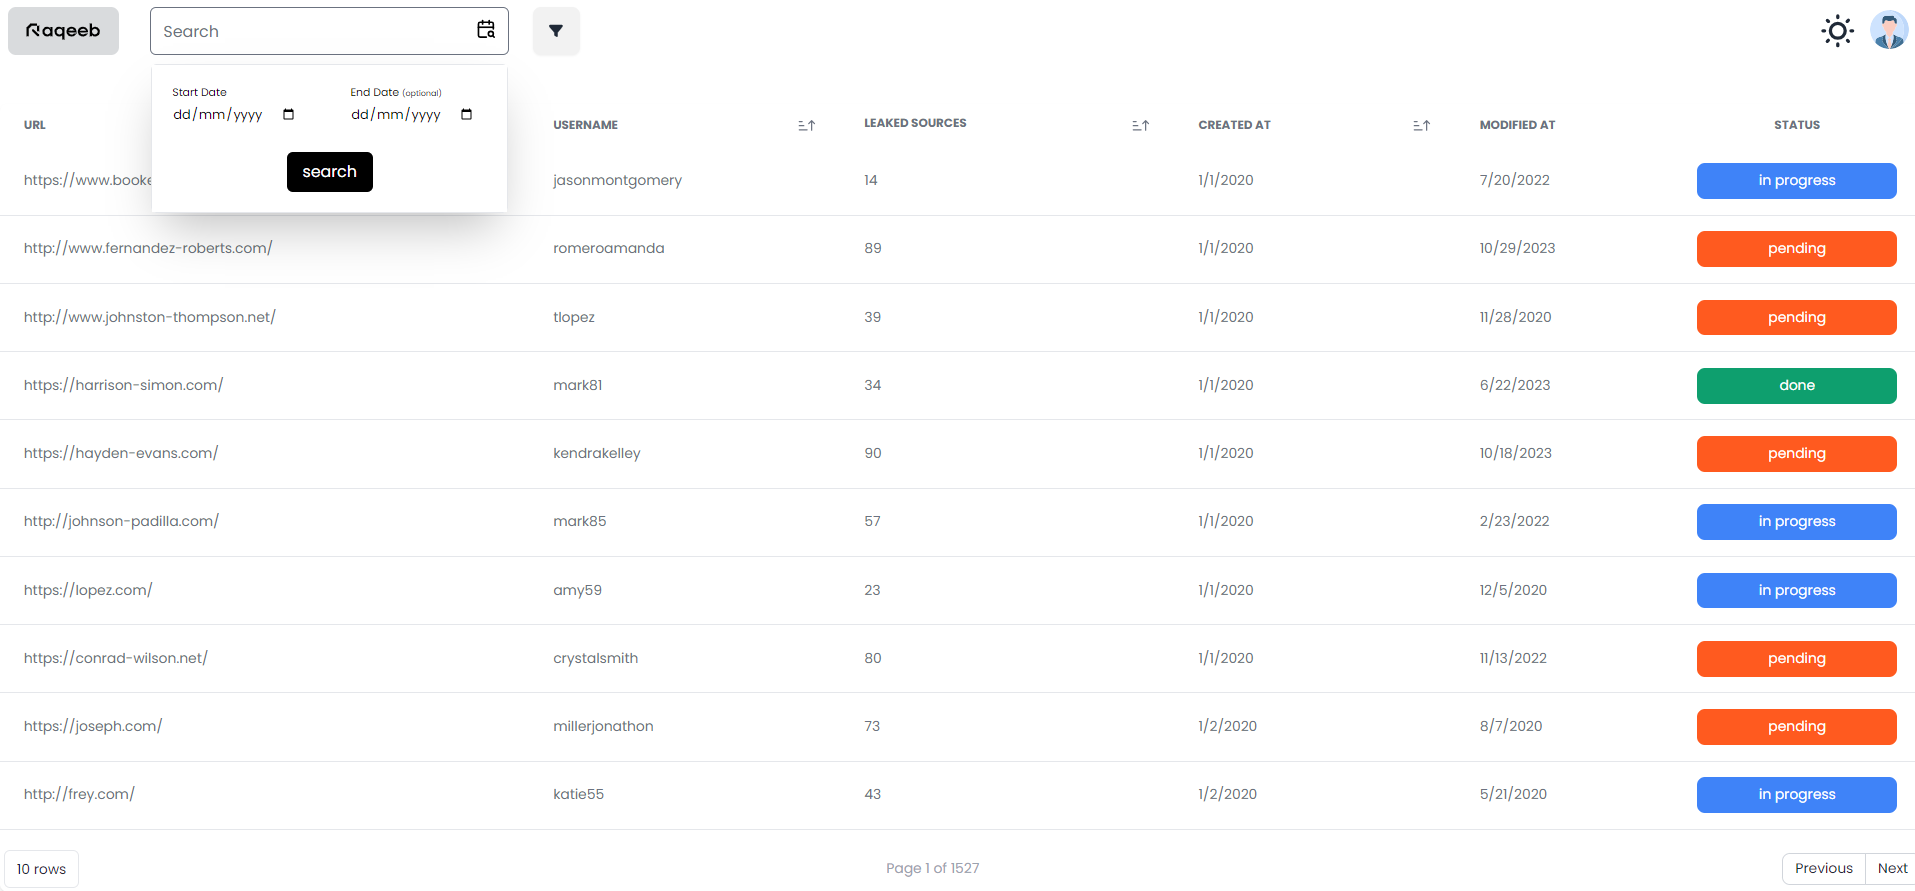 Raqeeb
Search
Start Date
End Date (optional)
dd/mm/yyyy
dd/mm/yyyy
search
URL USERNAME LEAKED SOURCES CREATED AT MODIFIED AT STATUS
https://www.booke jasonmontgomery 14 1/1/2020 7/20/2022 in progress
http://www.fernandez-roberts.com/ romeroamanda 89 1/1/2020 10/29/2023 pending
http://www.johnston-thompson.net/ tlopez 39 1/1/2020 11/28/2020 pending
https://harrison-simon.com/ mark81 34 1/1/2020 6/22/2023 done
https://hayden-evans.com/ kendrakelley 90 1/1/2020 10/18/2023 pending
http://johnson-padilla.com/ mark85 57 1/1/2020 2/23/2022 in progress
https://lopez.com/ amy59 23 1/1/2020 12/5/2020 in progress
https://conrad-wilson.net/ crystalsmith 80 1/1/2020 11/13/2022 pending
https://joseph.com/ millerjonathon 73 1/2/2020 8/7/2020 pending
http://frey.com/ katie55 43 1/2/2020 5/21/2020 in progress
10 rows Page 1 of 1527 Previous Next